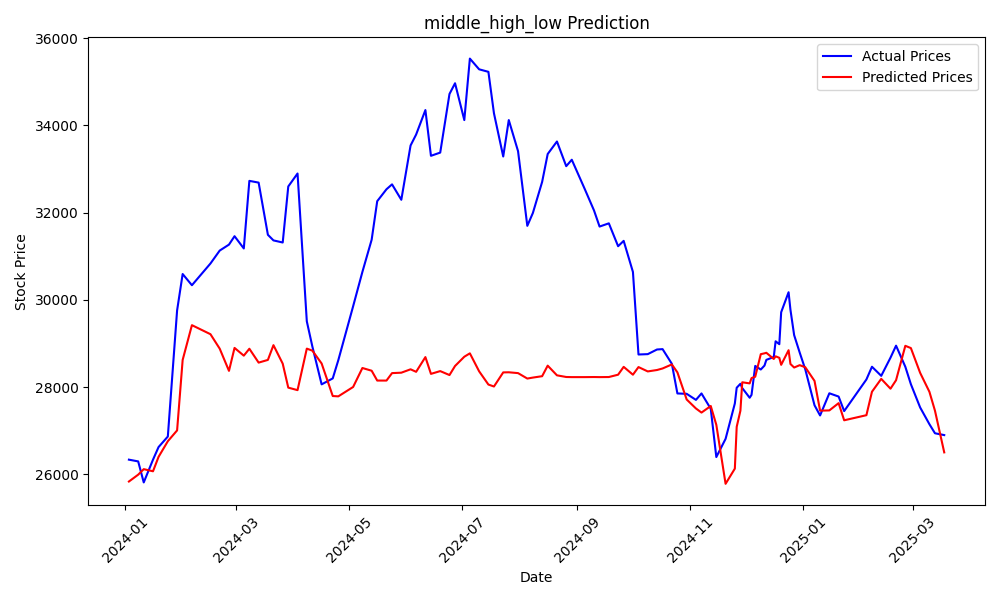 middle_high_low Prediction
Actual Prices
Predicted Prices
Stock Price
36000
34000
32000
30000
28000
26000
2024-01
2024-03
2024-05
2024-07
2024-09
2024-11
2025-01
2025-03
Date